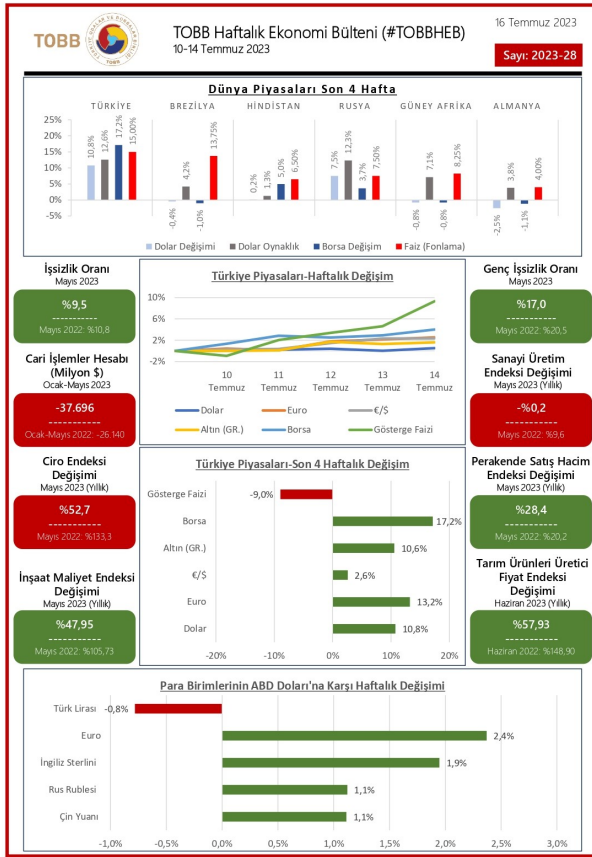 TOBB
TÜRKİYE ODALAR VE BORSALAR BİRLİĞİ
TOBB
TOBB Haftalık Ekonomi Bülteni (#TOBBHEB)
10-14 Temmuz 2023
16 Temmuz 2023
Sayı: 2023-28
Dünya Piyasaları Son 4 Hafta
TÜRKİYE BREZİLYA HİNDİSTAN RUSYA GÜNEY AFRİKA ALMANYA
25%
20%
15%
10%
5%
0%
-5%
10,8% 12,6% 17,2% 15,00%
-0,4% 4,2% -1,0% 13,75%
0,2% 1,3% 5,0% 6,50%
7,5% 12,3% 3,7% 7,50%
-0,8% 7,1% -0,8% 8,25%
-2,5% 3,8% -1,1% 4,00%
Dolar Değişimi Dolar Oynaklık Borsa Değişim Faiz (Fonlama)
İşsizlik Oranı
Mayıs 2023
%9,5
-----------
Mayıs 2022: %10,8
Cari İşlemler Hesabı
(Milyon $)
Ocak-Mayıs 2023
-37.696
-----------
Ocak-Mayıs 2022: -26.140
Ciro Endeksi
Değişimi
Mayıs 2023 (Yıllık)
%52,7
-----------
Mayıs 2022: %133,3
İnşaat Maliyet Endeksi
Değişimi
Mayıs 2023 (Yıllık)
%47,95
-----------
Mayıs 2022: %105,73
Türkiye Piyasaları-Haftalık Değişim
10%
6%
2%
-2%
10 11 12 13 14
Temmuz Temmuz Temmuz Temmuz Temmuz
Dolar Euro €/$
Altın (GR.) Borsa Gösterge Faizi
Türkiye Piyasaları-Son 4 Haftalık Değişim
Gösterge Faizi -9,0%
Borsa 17,2%
Altın (GR.) 10,6%
€/$ 2,6%
Euro 13,2%
Dolar 10,8%
-20% -10% 0% 10% 20%
Genç İşsizlik Oranı
Mayıs 2023
%17,0
-----------
Mayıs 2022: %20,5
Sanayi Üretim
Endeksi Değişimi
Mayıs 2023 (Yıllık)
-%0,2
-----------
Mayıs 2022: %9,6
Perakende Satış Hacim
Endeksi Değişimi
Mayıs 2023 (Yıllık)
%28,4
-----------
Mayıs 2022: %20,2
Tarım Ürünleri Üretici
Fiyat Endeksi
Değişimi
Haziran 2023 (Yıllık)
%57,93
-----------
Haziran 2022: %148,90
Para Birimlerinin ABD Doları'na Karşı Haftalık Değişimi
Türk Lirası -0,8%
Euro 2,4%
İngiliz Sterlini 1,9%
Rus Rublesi 1,1%
Çin Yuanı 1,1%
-1,0% -0,5% 0,0% 0,5% 1,0% 1,5% 2,0% 2,5% 3,0%